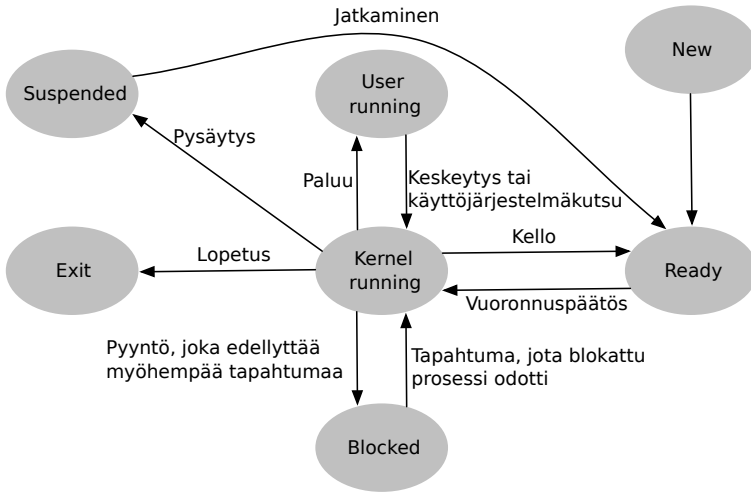 Jatkaminen
New
Suspended
User
running
Pysäytys
Paluu
Keskeytys tai
käyttöjärjestelmäkutsu
Exit
Lopetus
Kernel
running
Kello
Ready
Vuoronnuspäätös
Pyyntö, joka edellyttää
myöhempää tapahtumaa
Tapahtuma, jota blokattu
prosessi odotti
Blocked